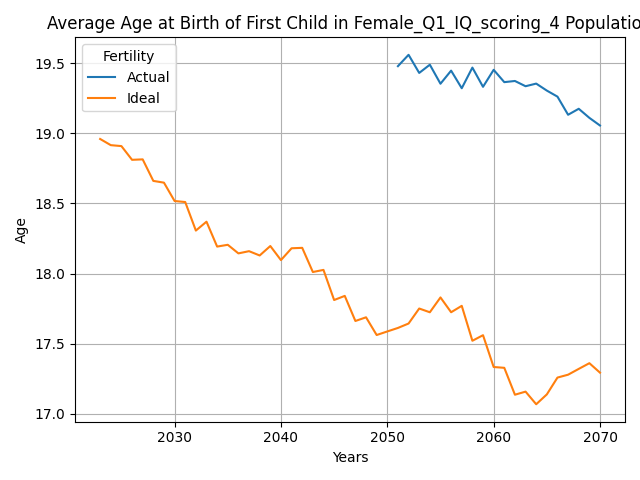 Average Age at Birth of First Child in Female_Q1_IQ_scoring_4 Populatio
Fertility
Actual
Ideal
19.5
19.0
18.5
18.0
17.5
17.0
Age
2030 2040 2050 2060 2070
Years